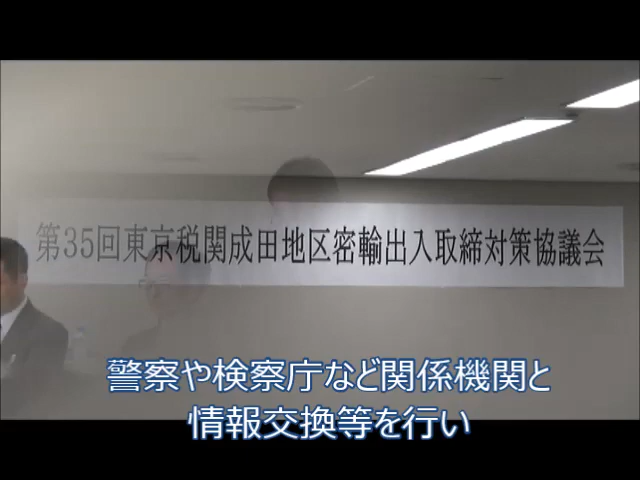 第35回東京税関成田地区密輸出入取締対策協議会
警察や検察庁など関係機関と
情報交換等を行い